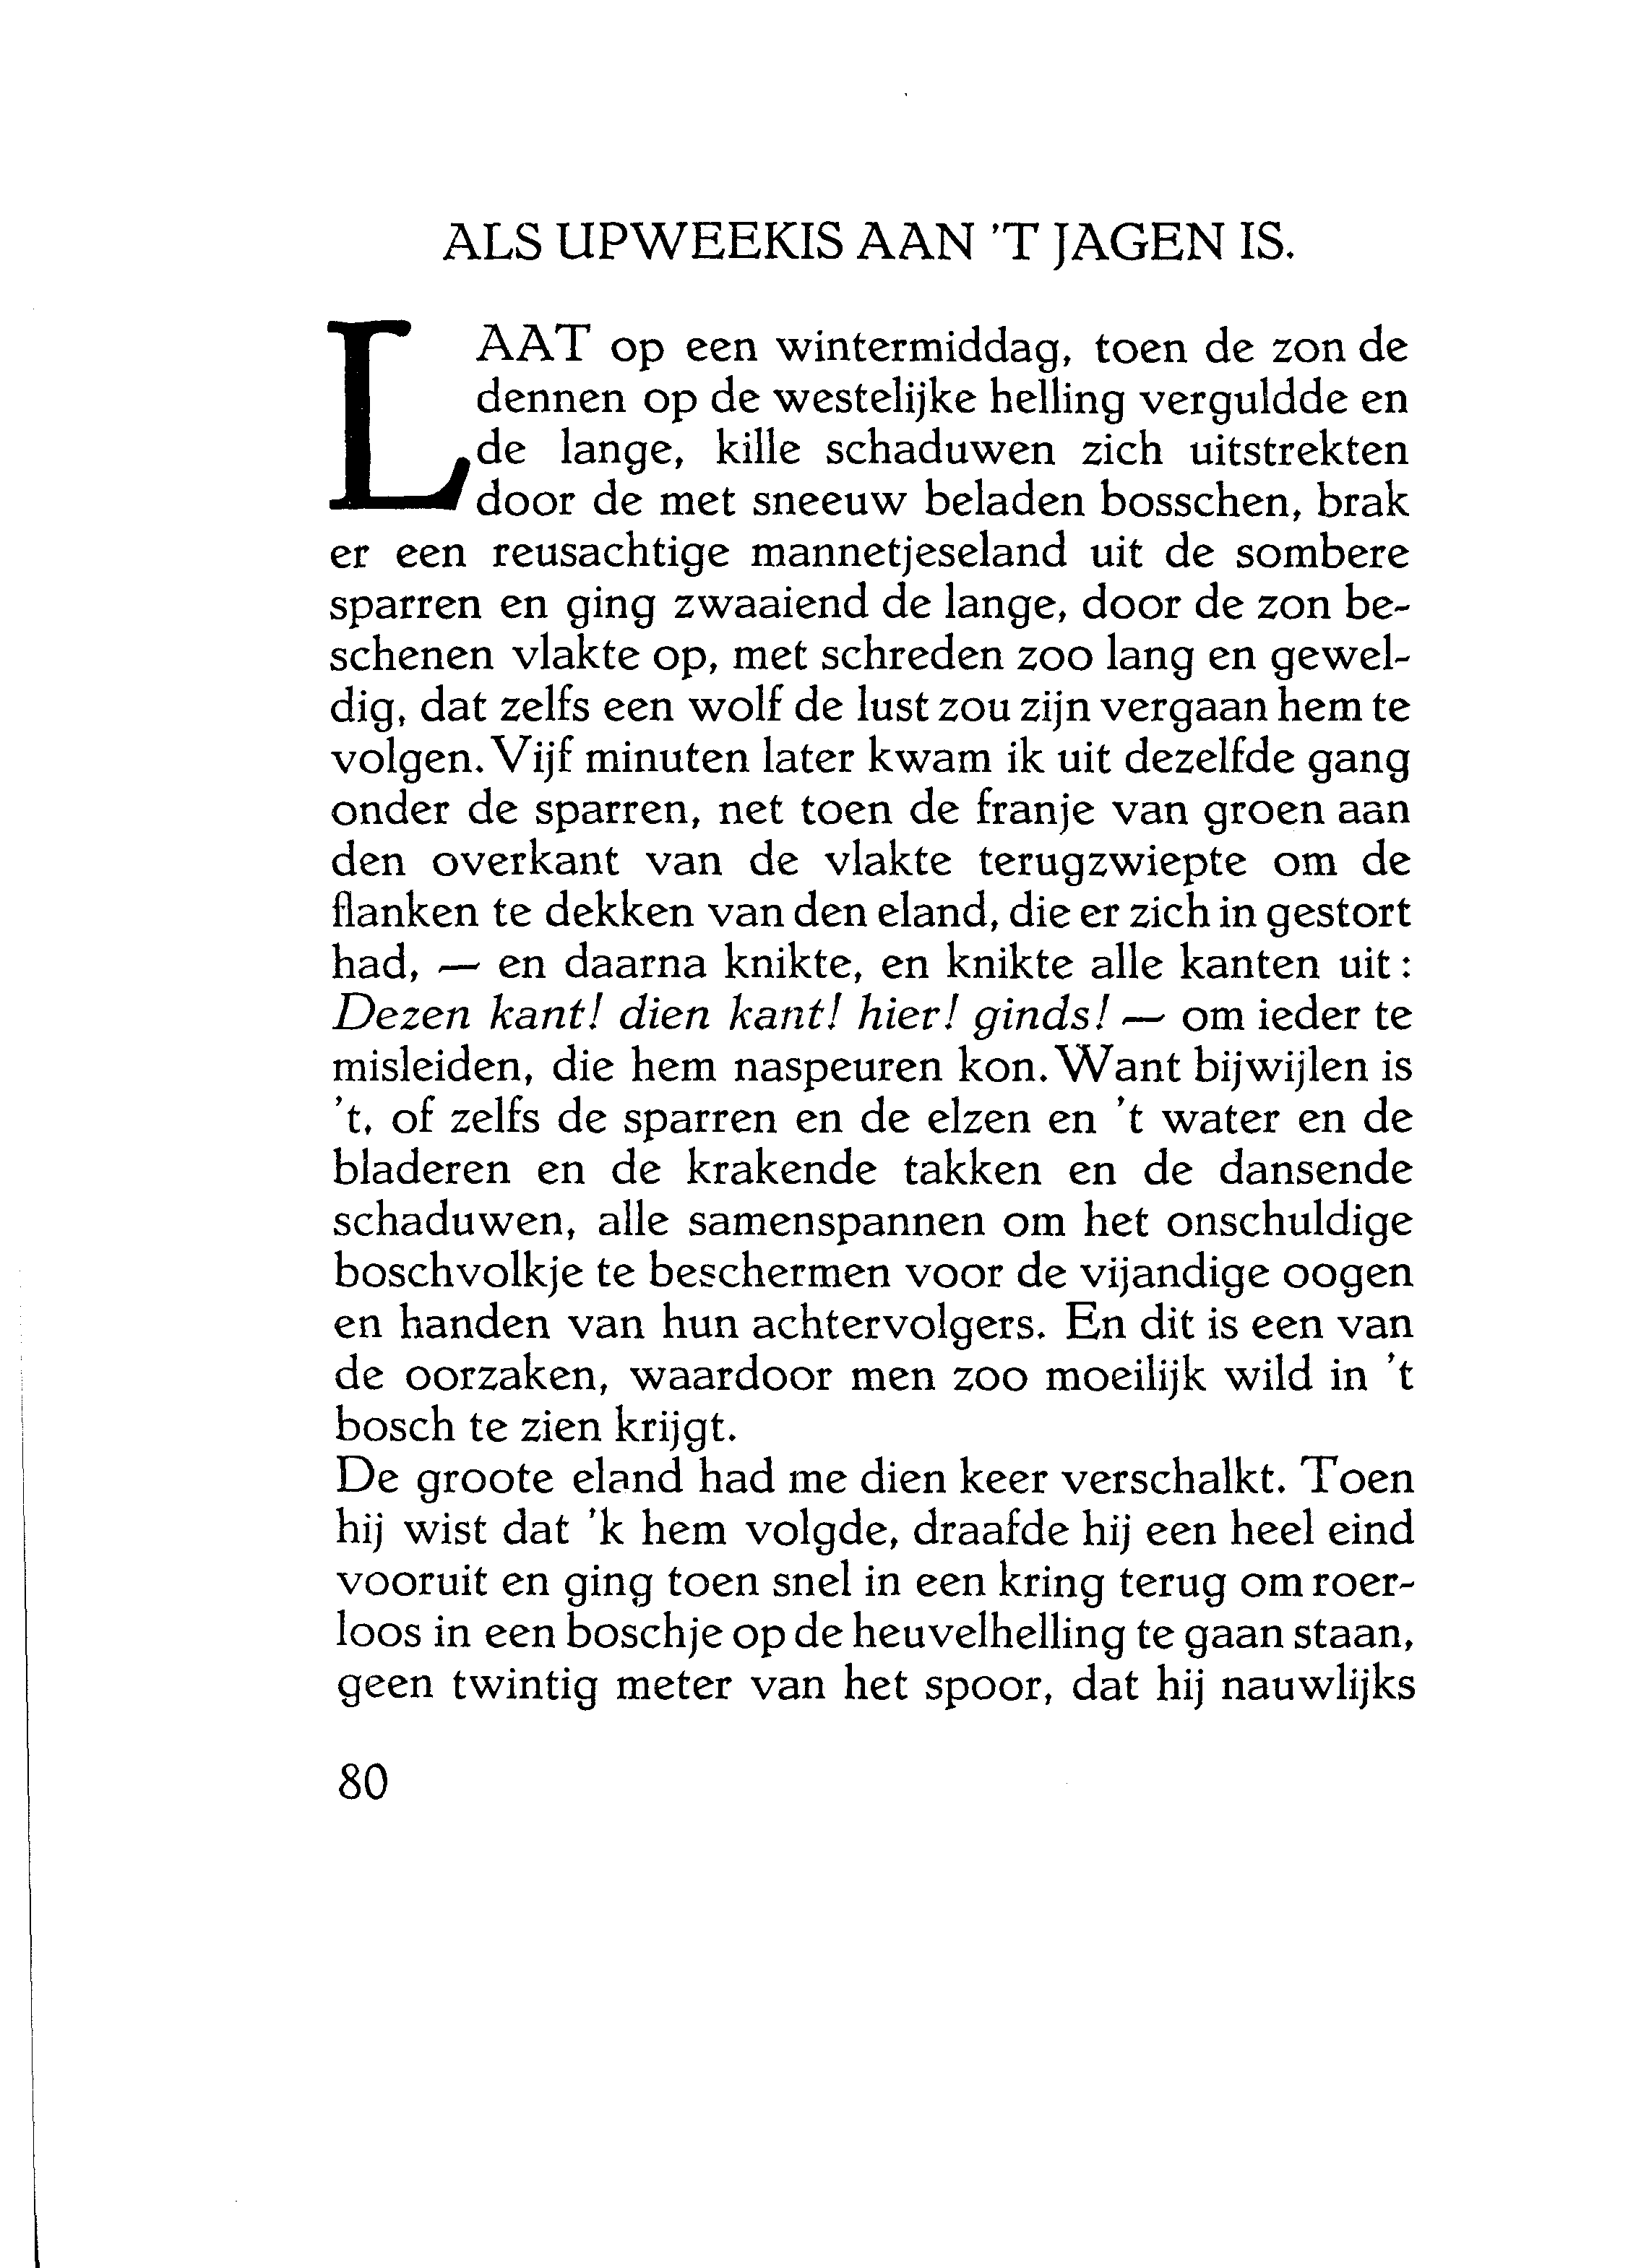 ALS UPWEEKIS AAN 'T JAGEN IS.
LAAT op een wintermiddag, toen de zon de
dennen op de westelijke helling verguldde en
de lange, kille schaduwen zich uitstrekten
door de met sneeuw beladen bosschen, brak
er een reusachtige mannetjeseland uit de sombere
sparren en ging zwaaiend de lange, door de zon be-
schenen vlakte op, met schreden zoo lang en gewel-
dig, dat zelfs een wolf de lust zou zijn vergaan hem te
volgen. Vijf minuten later kwam ik uit dezelfde gang
onder de sparren, net toen de franje van groen aan
den overkant van de vlakte terugzwiepte om de
flanken te dekken van den eland, die er zich in gestort
had, — en daarna knikte, en knikte alle kanten uit:
Dezen kant! dien kant! hier! ginds! — om ieder te
misleiden, die hem naspeuren kon. Want bijwijlen is
't, of zelfs de sparren en de elzen en 't water en de
bladeren en de krakende takken en de dansende
schaduwen, alle samenspannen om het onschuldige
boschvolkje te beschermen voor de vijandige oogen
en handen van hun achtervolgers. En dit is een van
de oorzaken, waardoor men zoo moeilijk wild in 't
bosch te zien krijgt.
De groote eland had me dien keer verschalkt. Toen
hij wist dat 'k hem volgde, draafde hij een heel eind
vooruit en ging toen snel in een kring terug om roer-
loos in een boschje op de heuvelhelling te gaan staan,
geen twintig meter van het spoor, dat hij nauwlijks
80